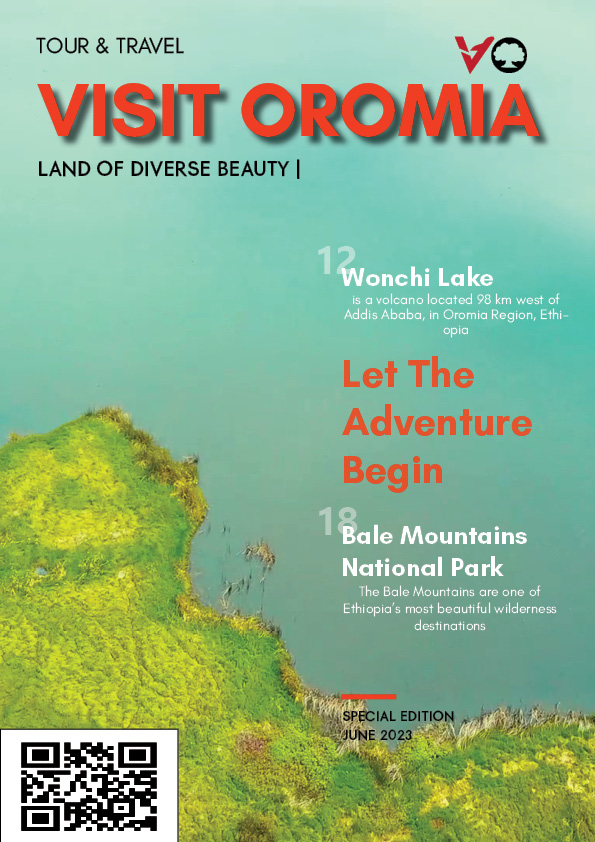 TOUR & TRAVEL
VO
VISIT OROMIA
LAND OF DIVERSE BEAUTY |
12
Wonchi Lake
is a volcano located 98 km west of
Addis Ababa, in Oromia Region, Ethi-
opia
Let The
Adventure
Begin
18
Bale Mountains
National Park
The Bale Mountains are one of
Ethiopia's most beautiful wilderness
destinations
SPECIAL EDITION
JUNE 2023